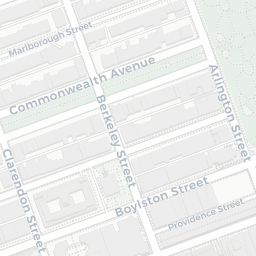 Marlborough Street
Commonwealth Avenue
Arlington Street
Berkeley Street
Clarendon Street
Boylston Street
Providence Street